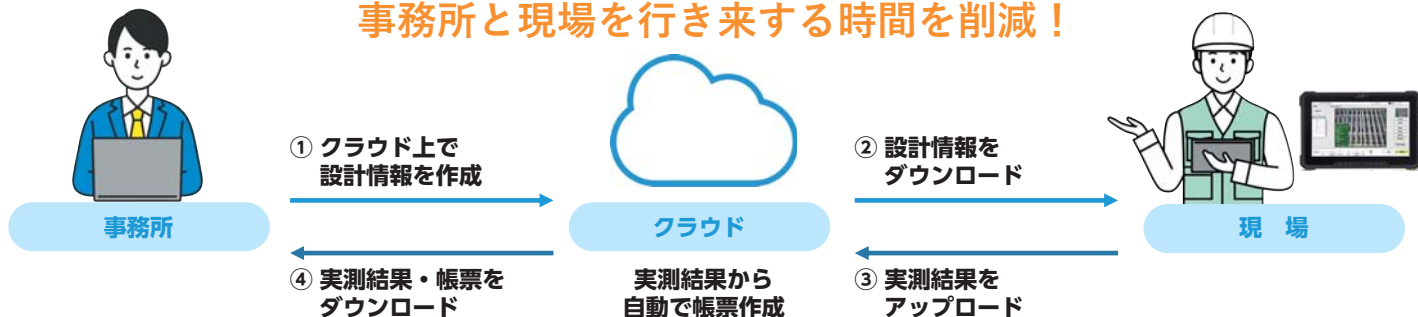 事務所と現場を行き来する時間を削減！
① クラウド上で
設計情報を作成
② 設計情報を
ダウンロード
事務所
クラウド
現 場
④ 実測結果・帳票を
ダウンロード
実測結果から
自動で帳票作成
③ 実測結果を
アップロード